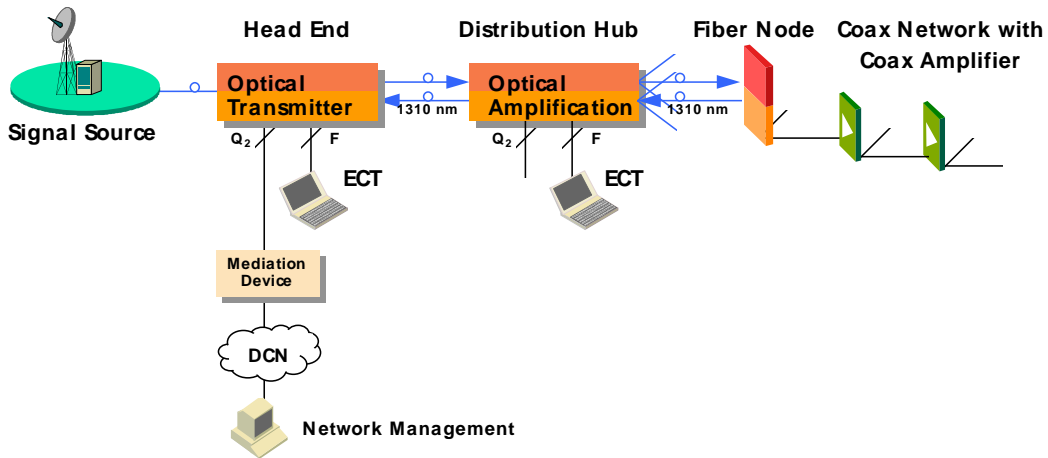 Head End
Distribution Hub
Fiber Node
Coax Network with
Coax Amplifier
Optical
Transmitter
Optical
Amplification
1310 nm
1310 nm
Signal Source
Q2
F
Q2
F
ECT
ECT
Mediation
Device
DCN
Network Management